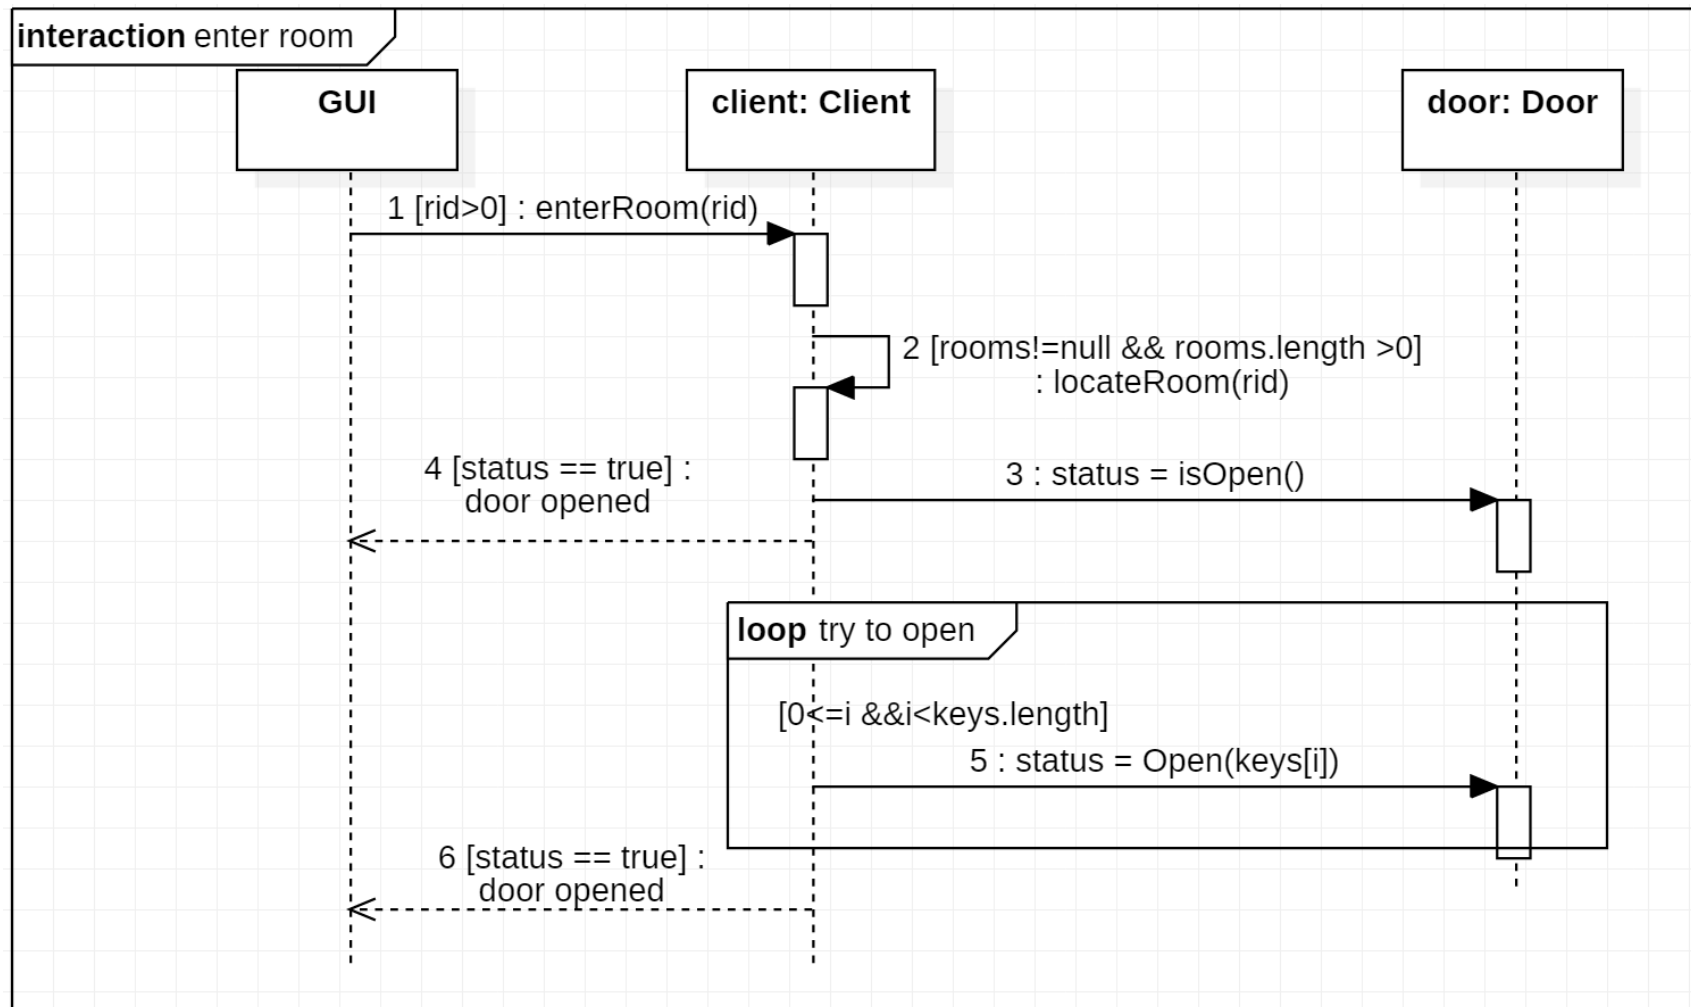 interaction enter room
GUI
client: Client
door: Door
1 [rid>0] : enterRoom(rid)
2 [rooms!=null && rooms.length >0]
: locateRoom(rid)
4 [status == true] :
door opened
3 : status = isOpen()
loop try to open
[0<=i &&i<keys.length]
5 : status = Open(keys[i])
6 [status == true] :
door opened